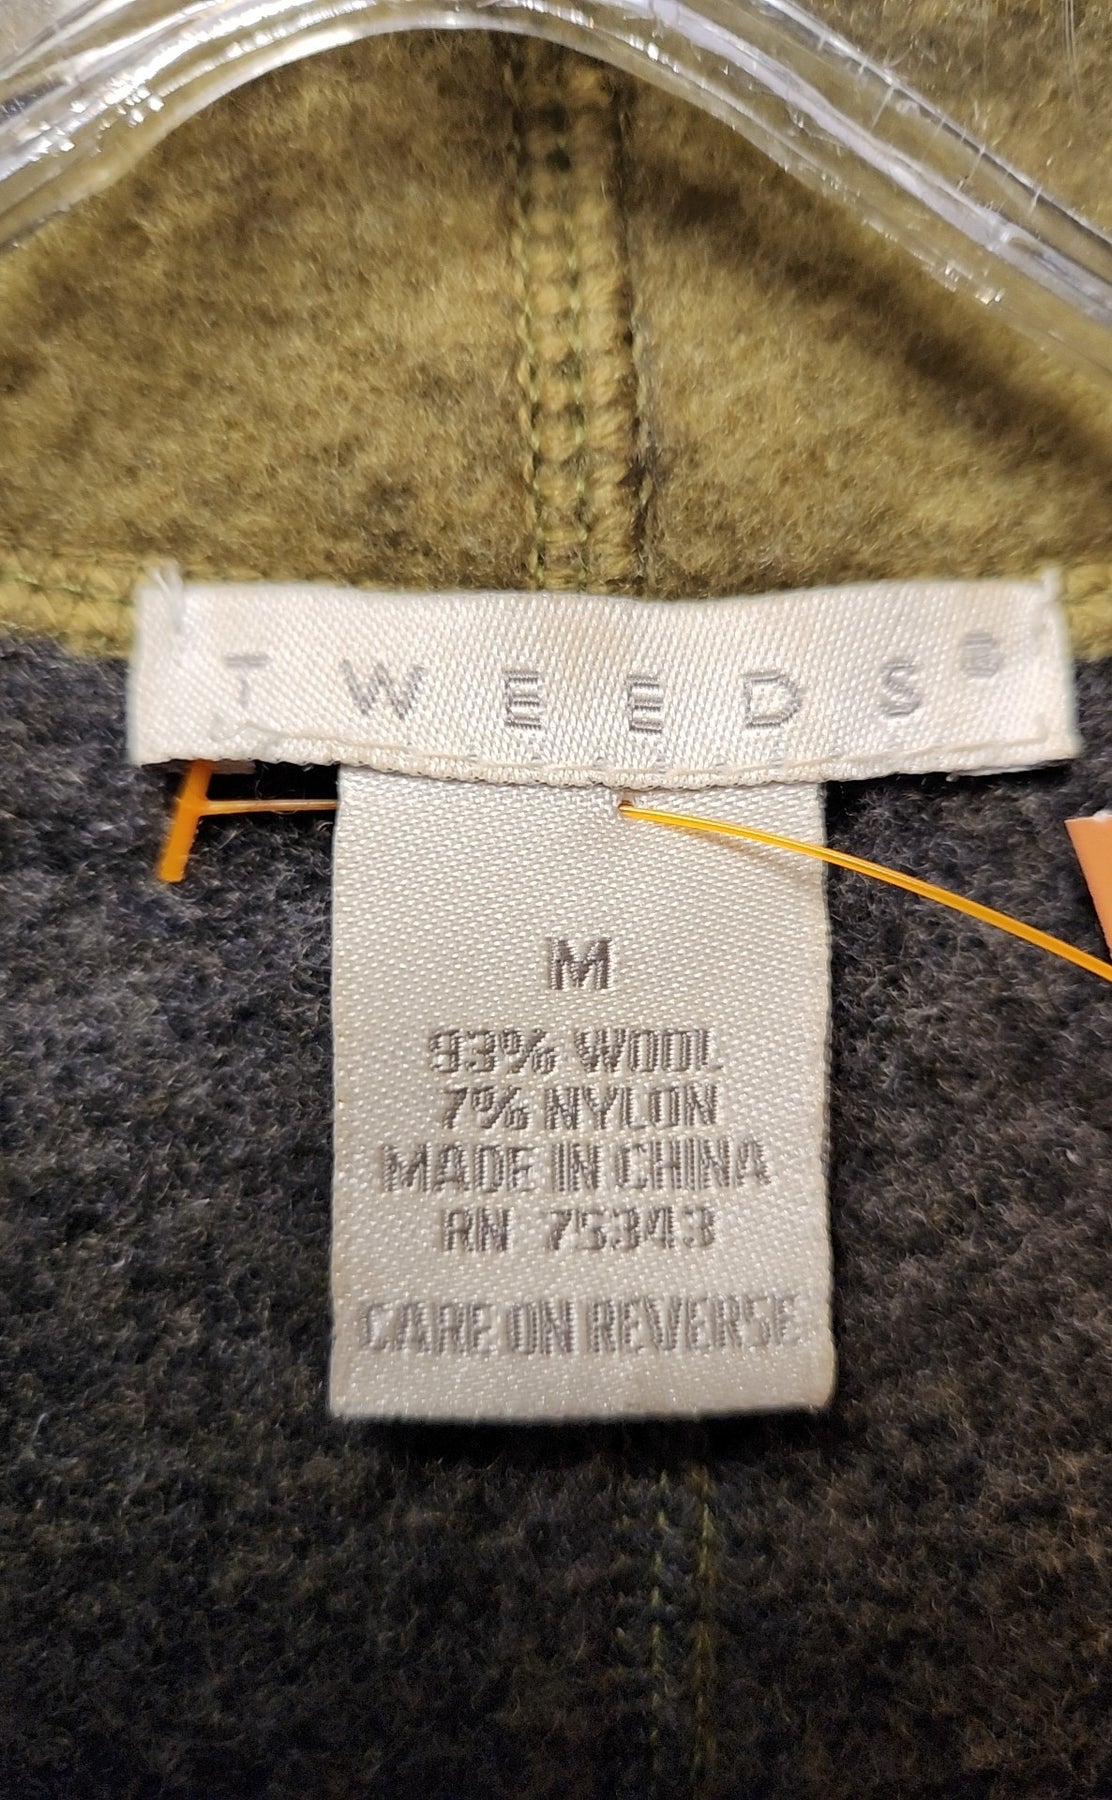 TWEEDS®
M
93% WOOL
7% NYLON
MADE IN CHINA
RN 75343
CARE ON REVERSE